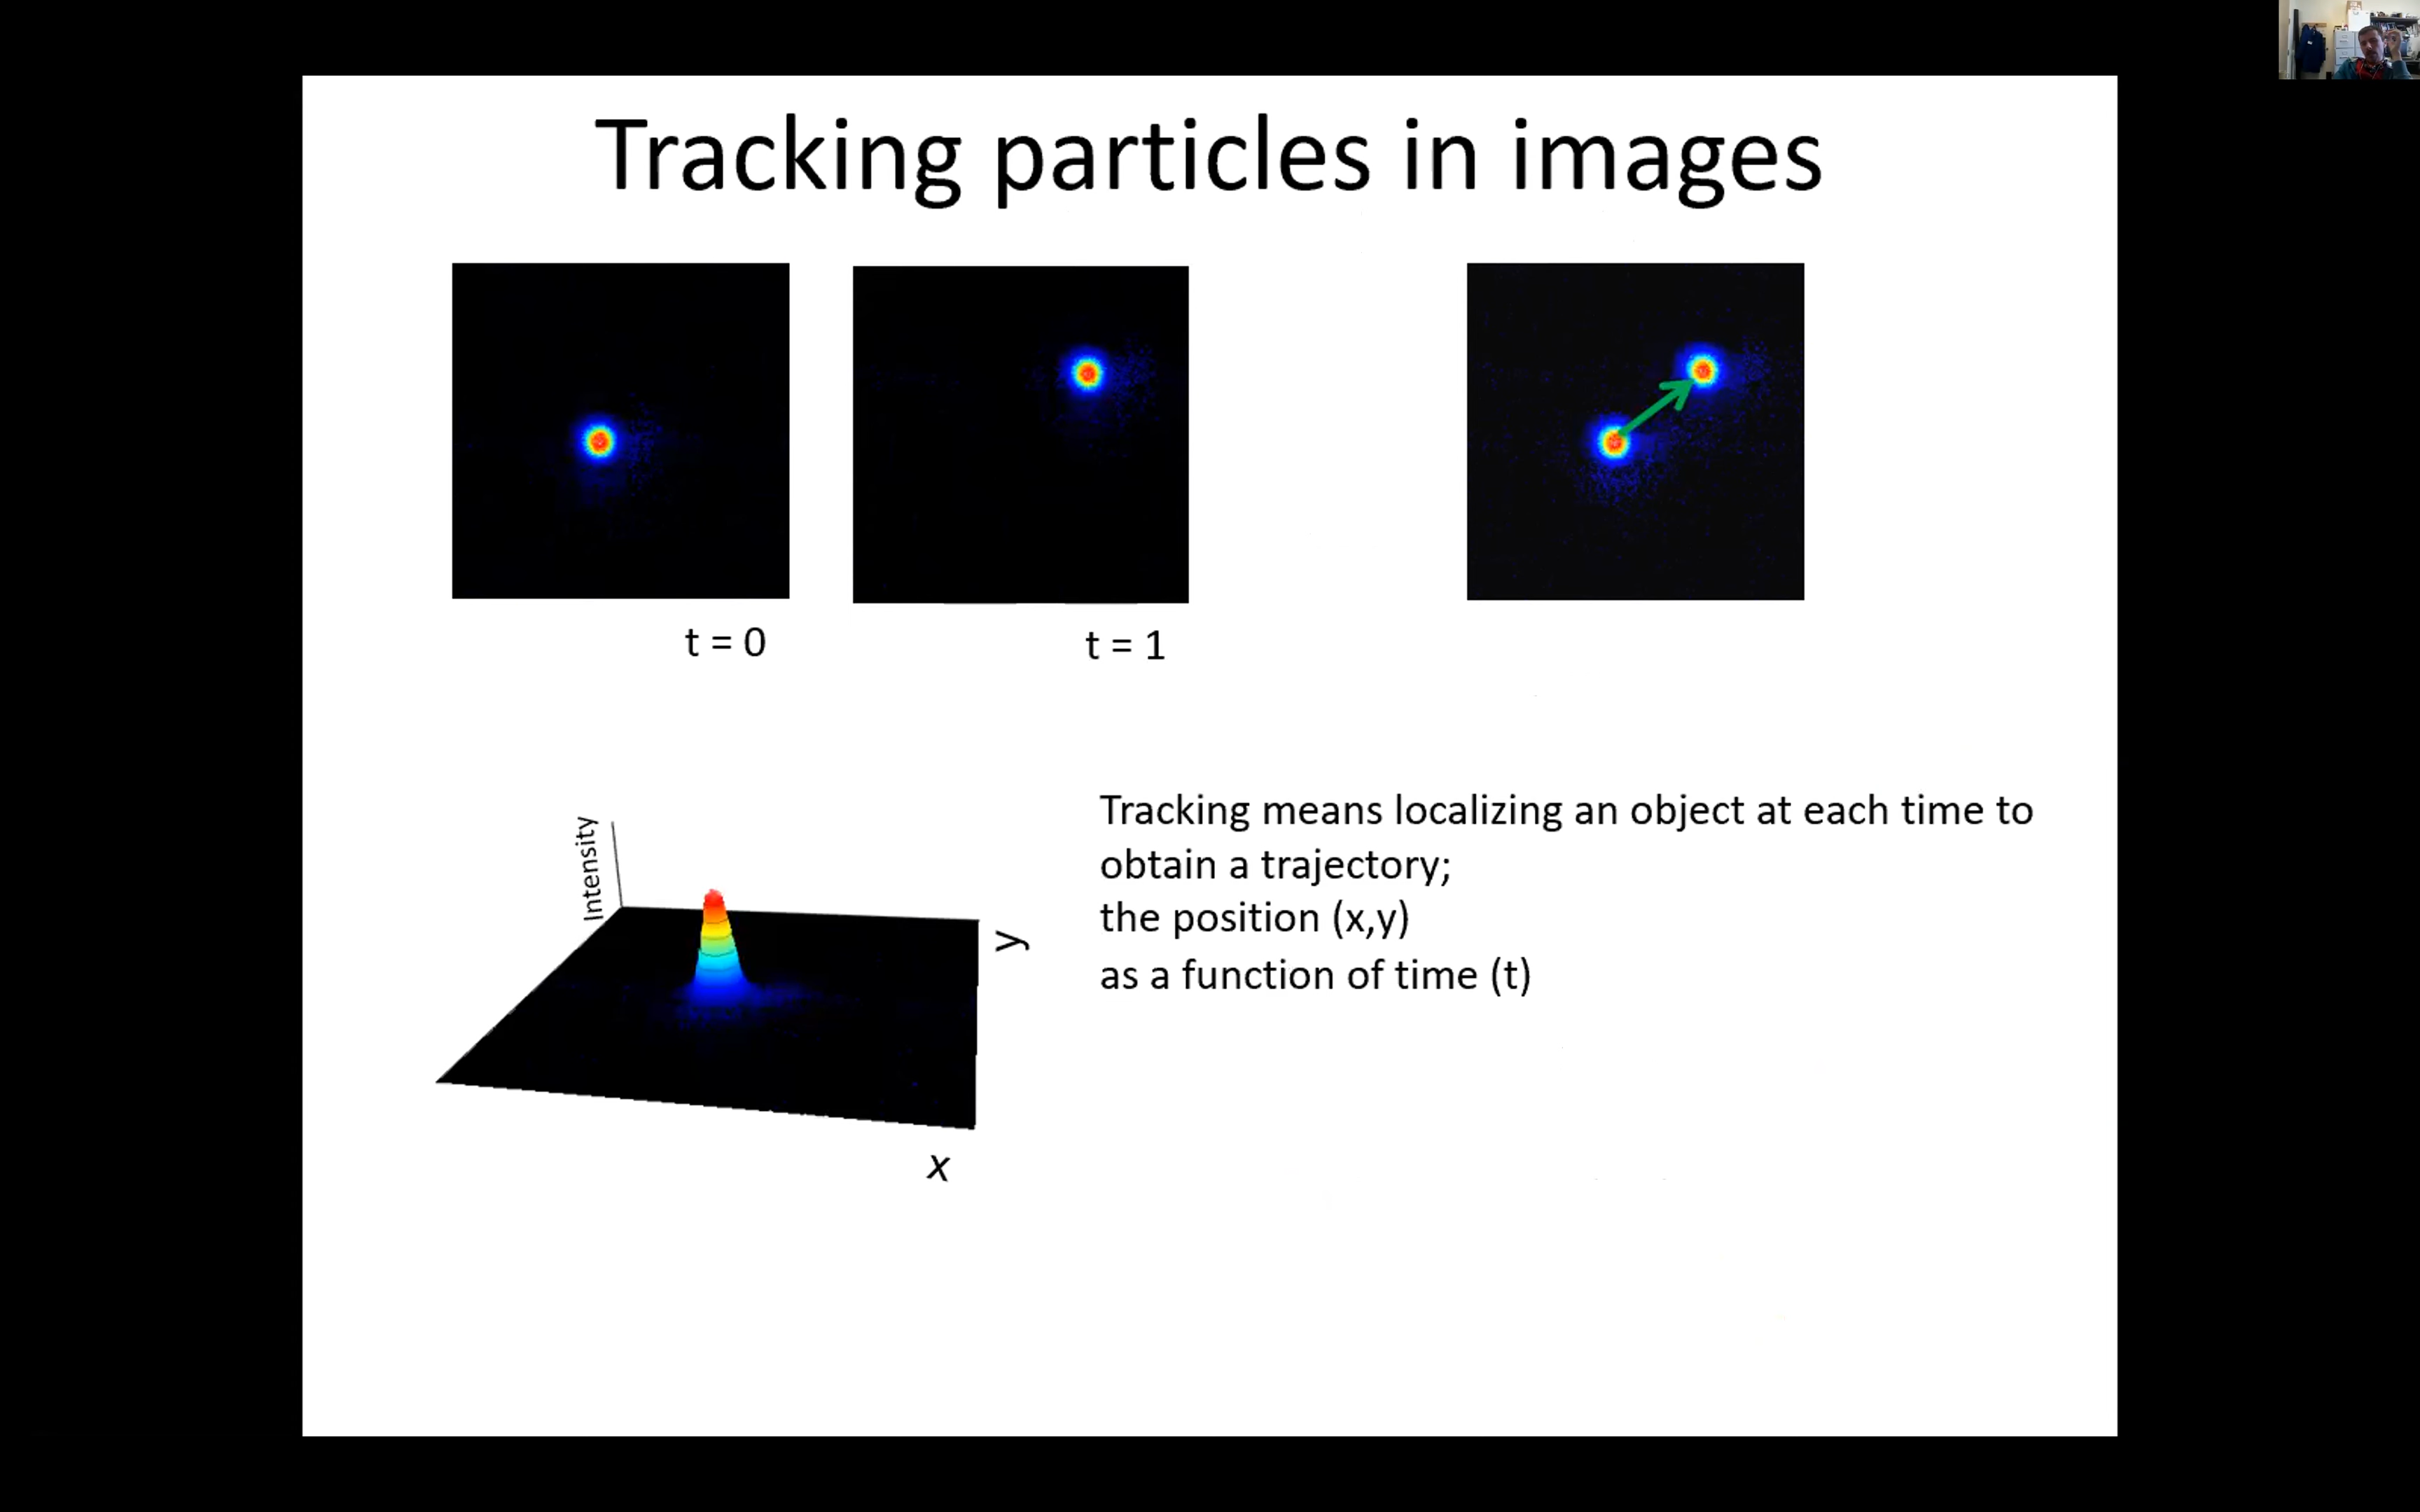 Tracking particles in images
t = 0
t = 1
Intensity
y
x
Tracking means localizing an object at each time to
obtain a trajectory;
the position (x,y)
as a function of time (t)